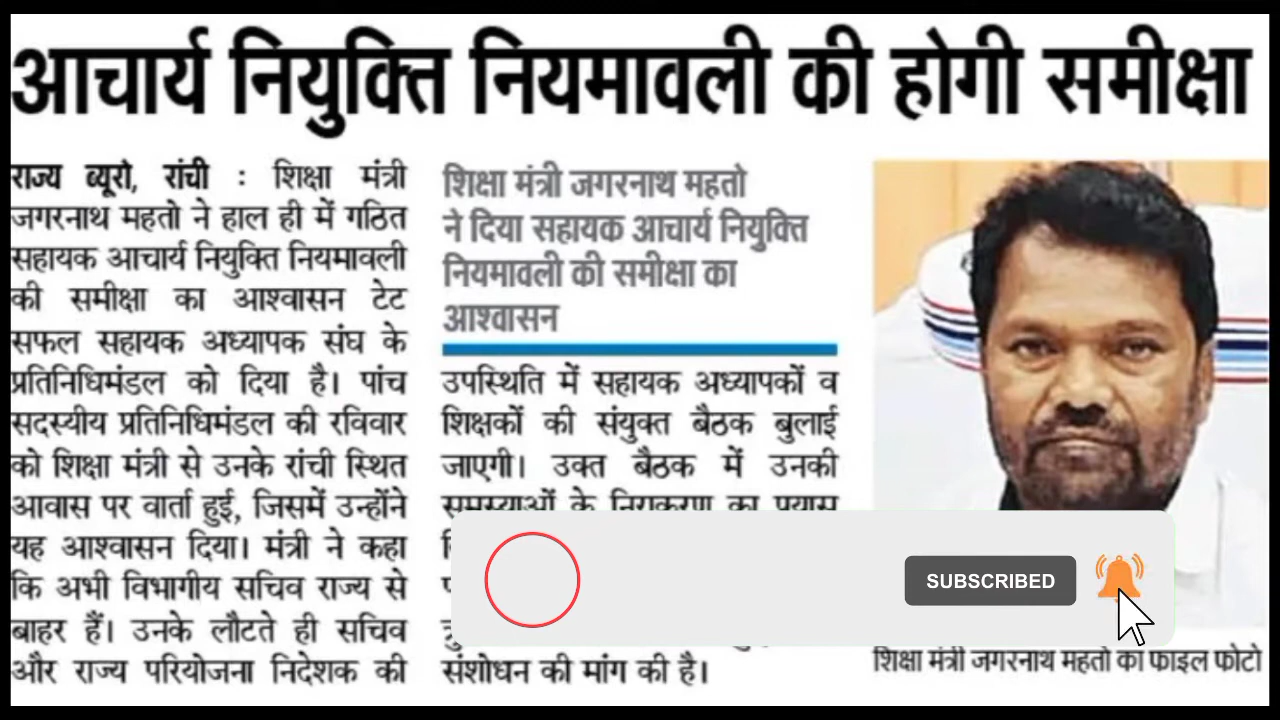 आचार्य नियुक्ति नियमावली की होगी समीक्षा
राज्य ब्यूरो, रांची : शिक्षा मंत्री
जगरनाथ महतो ने हाल ही में गठित
सहायक आचार्य नियुक्ति नियमावली
की समीक्षा का आश्वासन टेट
सफल सहायक अध्यापक संघ के
प्रतिनिधिमंडल को दिया है। पांच
सदस्यीय प्रतिनिधिमंडल की रविवार
को शिक्षा मंत्री से उनके रांची स्थित
आवास पर वार्ता हुई, जिसमें उन्होंने
यह आश्वासन दिया। मंत्री ने कहा
कि अभी विभागीय सचिव राज्य से
बाहर हैं। उनके लौटते ही सचिव
और राज्य परियोजना निदेशक की
शिक्षा मंत्री जगरनाथ महतो
ने दिया सहायक आचार्य नियुक्ति
नियमावली की समीक्षा का
आश्वासन
उपस्थिति में सहायक अध्यापकों व
शिक्षकों की संयुक्त बैठक बुलाई
जाएगी। उक्त बैठक में उनकी
समस्याओं के निराकरण का प्रयास
संशोधन की मांग की है।
शिक्षा मंत्री जगरनाथ महतो का फाइल फोटो
SUBSCRIBED